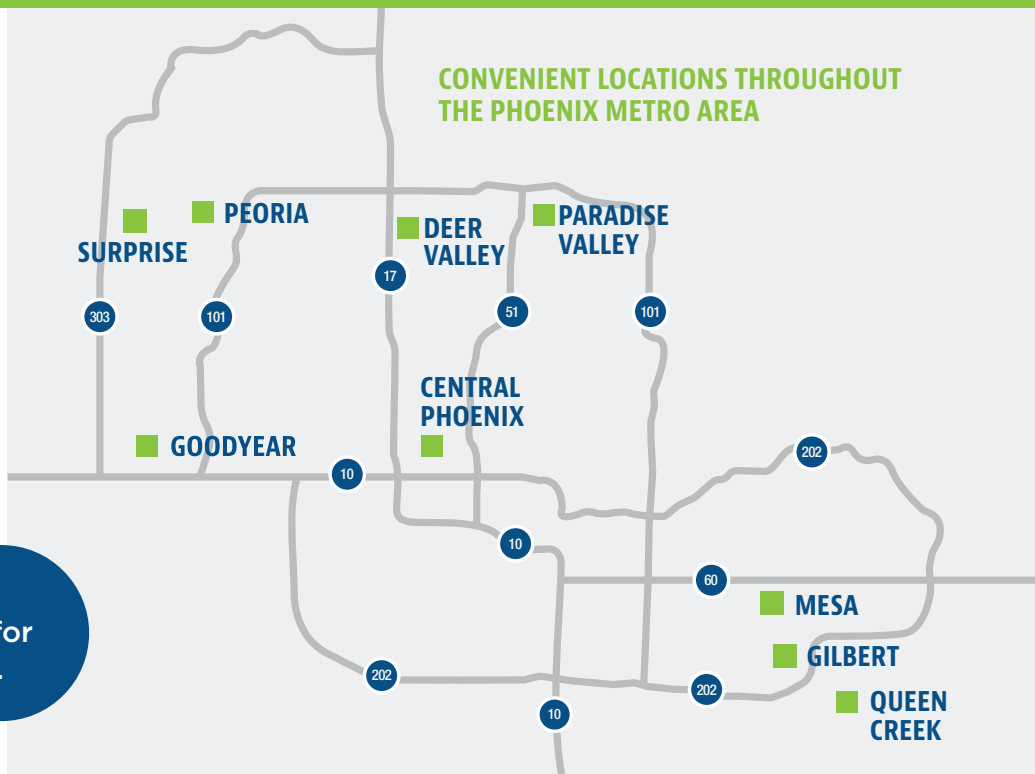 CONVENIENT LOCATIONS THROUGHOUT
THE PHOENIX METRO AREA
PEORIA
SURPRISE
DEER
VALLEY
PARADISE
VALLEY
17
303
101
51
101
CENTRAL
PHOENIX
GOODYEAR
10
202
10
60
MESA
for
.
GILBERT
202
202
QUEEN
CREEK
10